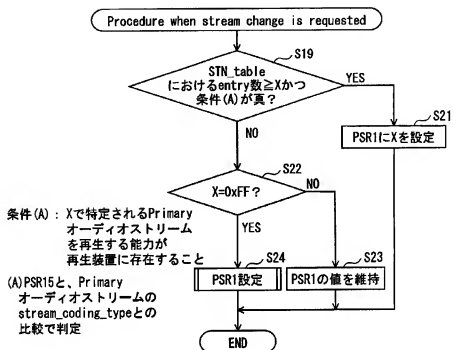 Procedure when stream change is requested
S19
STN_table
におけるentry数≧Xかつ
条件(A)が真？
YES
S21
PSR1にXを設定
NO
S22
X=0xFF？
NO
YES
条件(A)：Xで特定されるPrimary
オーディオストリーム
を再生する能力が
再生装置に存在すること
S24
S23
PSR1設定
PSR1の値を維持
(A)PSR15と、Primary
オーディオストリームの
stream_coding_typeとの
比較で判定
END